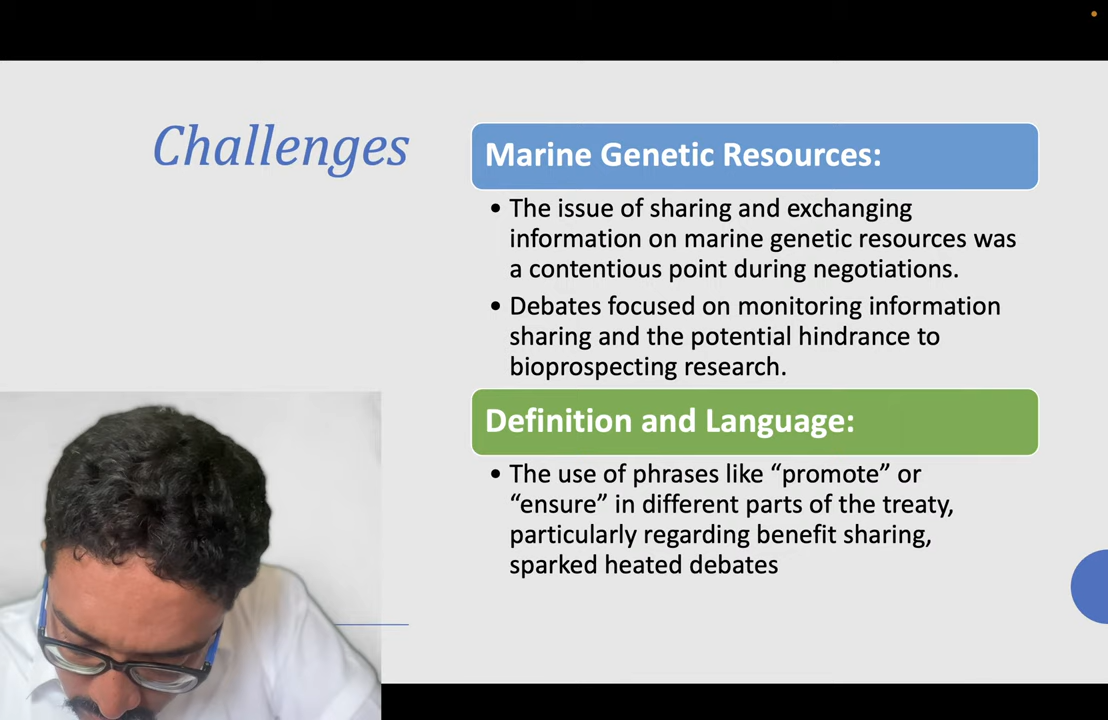 Challenges
Marine Genetic Resources:
• The issue of sharing and exchanging
information on marine genetic resources was
a contentious point during negotiations.
• Debates focused on monitoring information
sharing and the potential hindrance to
bioprospecting research.
Definition and Language:
• The use of phrases like “promote” or
“ensure” in different parts of the treaty,
particularly regarding benefit sharing,
sparked heated debates